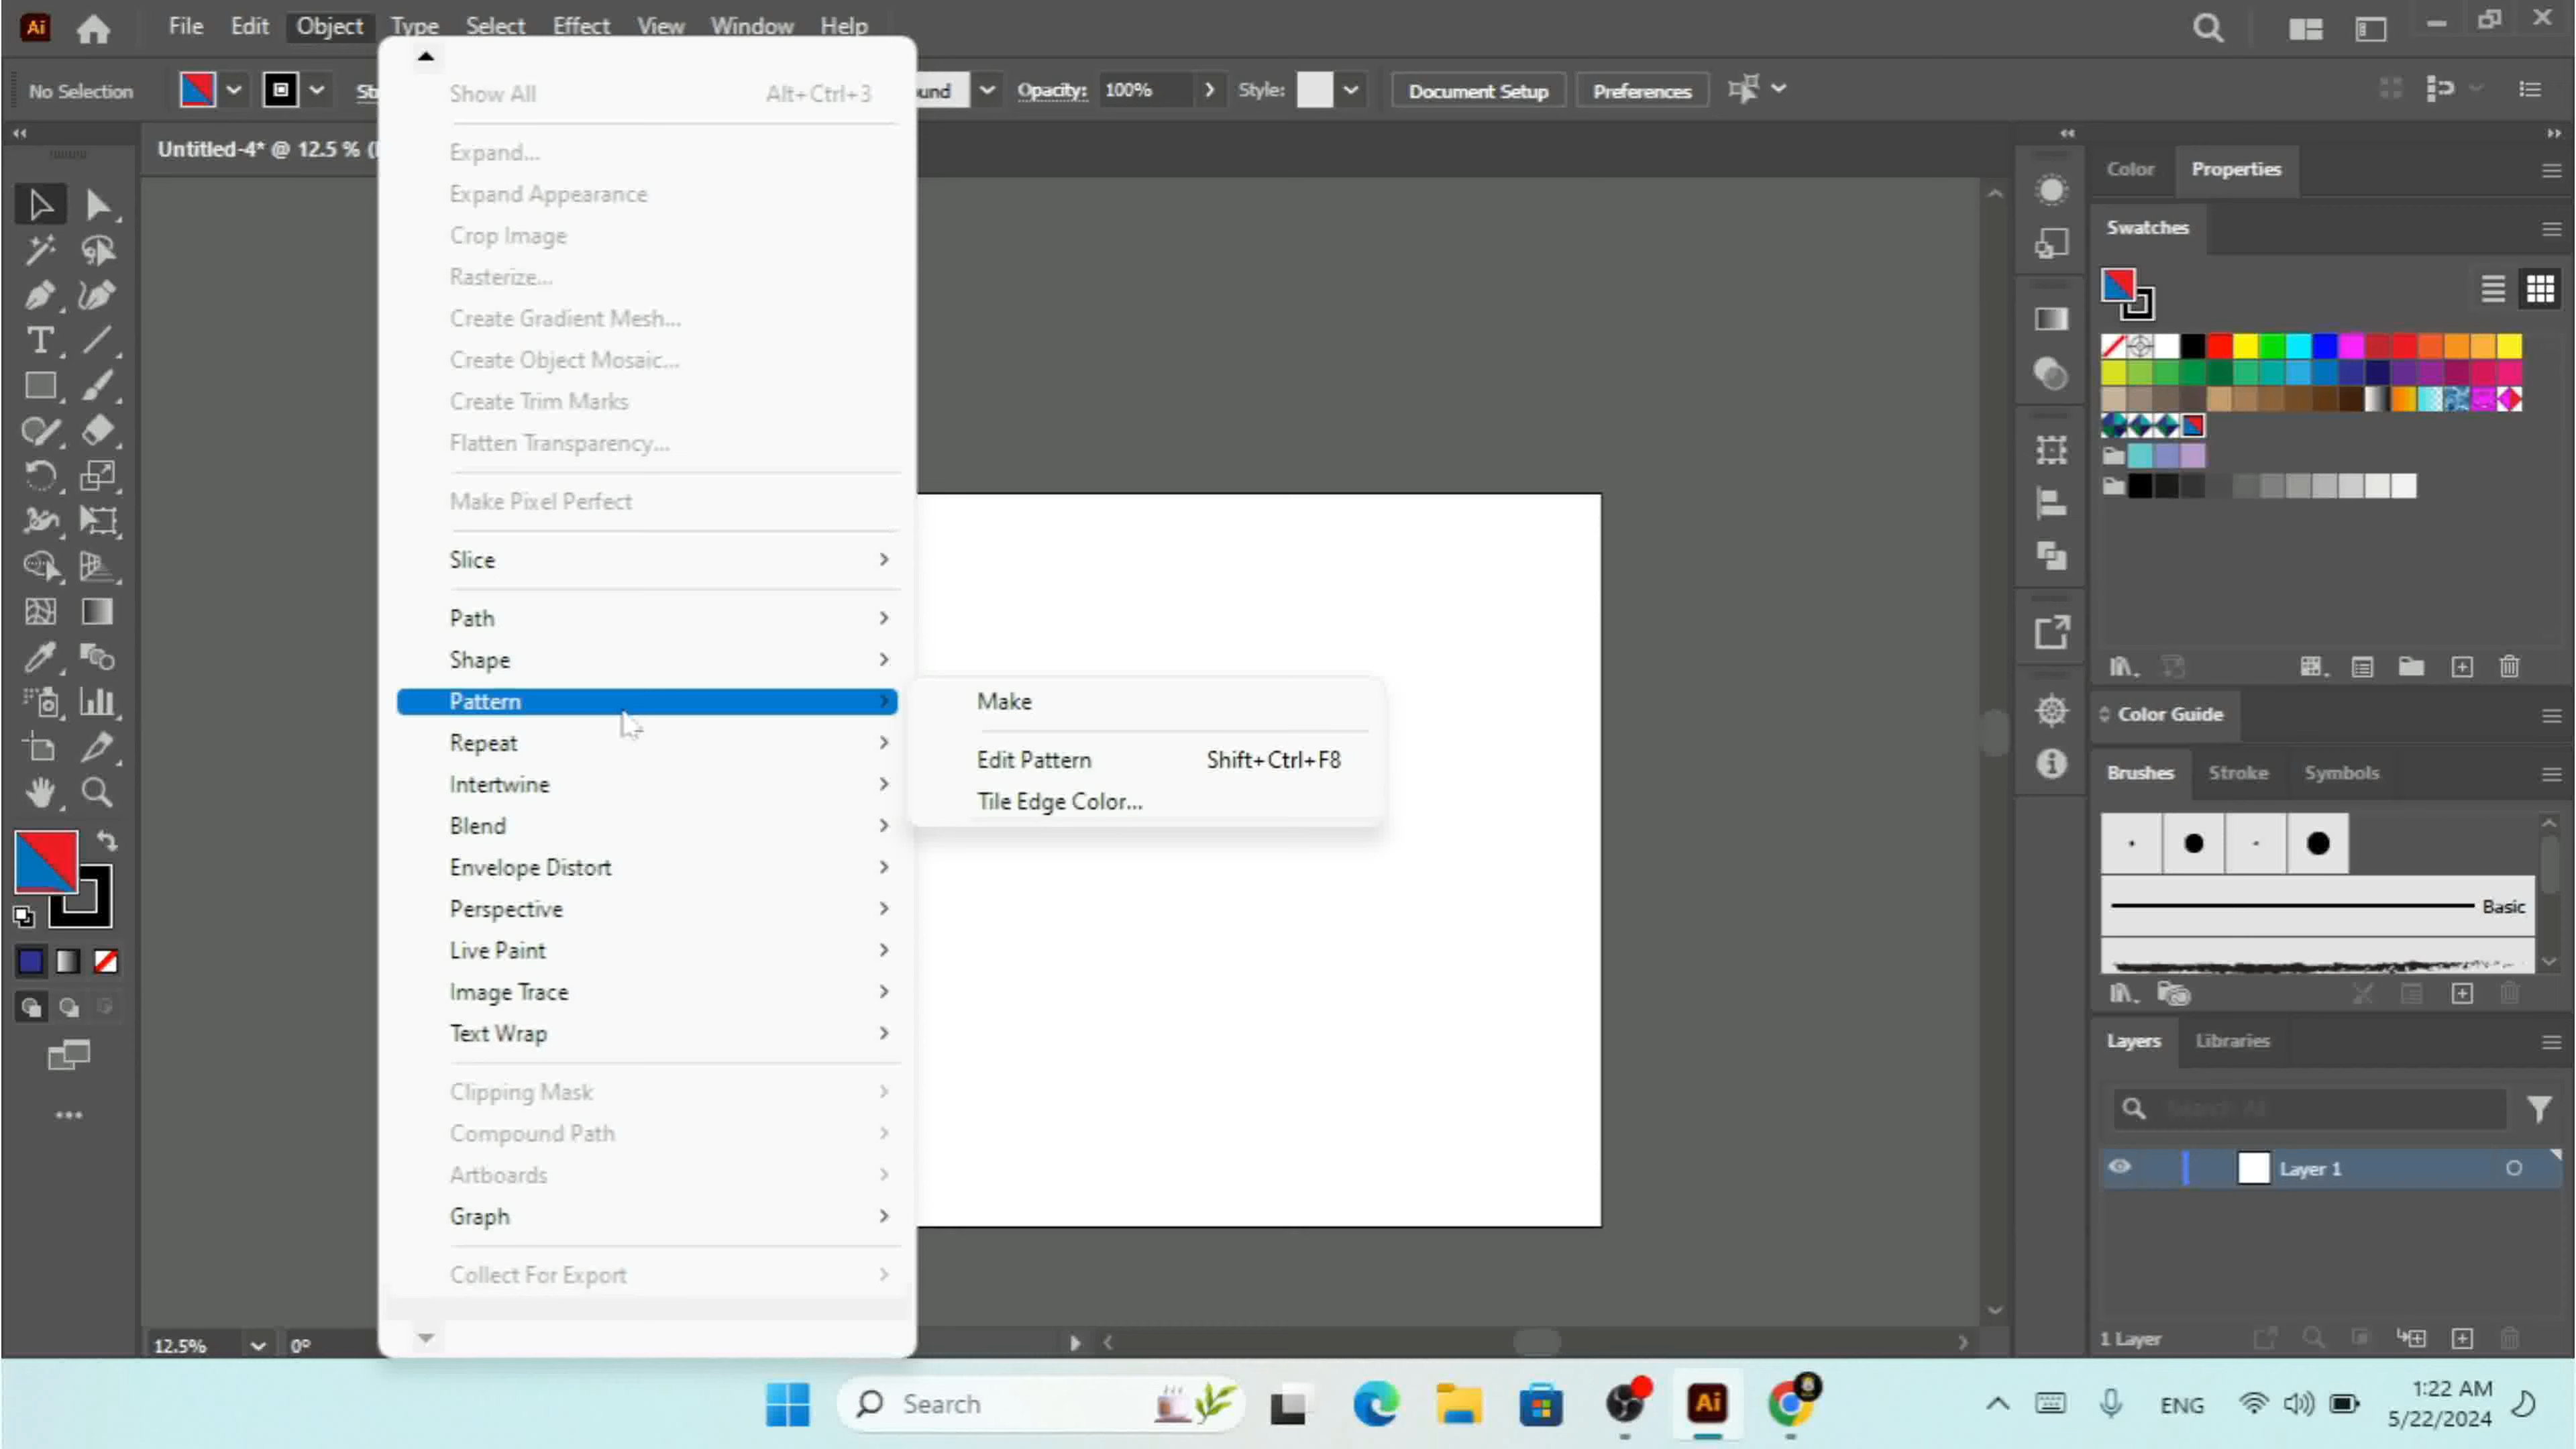 Ai File Edit Object Type Select Effect View Window Help
No Selection
Opacity: 100% Style: Document Setup Preferences
Untitled-4* @ 12.5 % (
Show All Alt+Ctrl+3
Expand...
Expand Appearance
Crop Image
Rasterize...
Create Gradient Mesh...
Create Object Mosaic...
Create Trim Marks
Flatten Transparency...
Make Pixel Perfect
Slice
Path
Shape
Pattern
Repeat
Intertwine
Blend
Envelope Distort
Perspective
Live Paint
Image Trace
Text Wrap
Clipping Mask
Compound Path
Artboards
Graph
Collect For Export
Make
Edit Pattern Shift+Ctrl+F8
Tile Edge Color...
Color Properties
Swatches
Color Guide
Brushes Stroke Symbols
Basic
Layers Libraries
Layer 1
1 Layer
12.5% 0°
Search
Ai
ENG
1:22 AM
5/22/2024